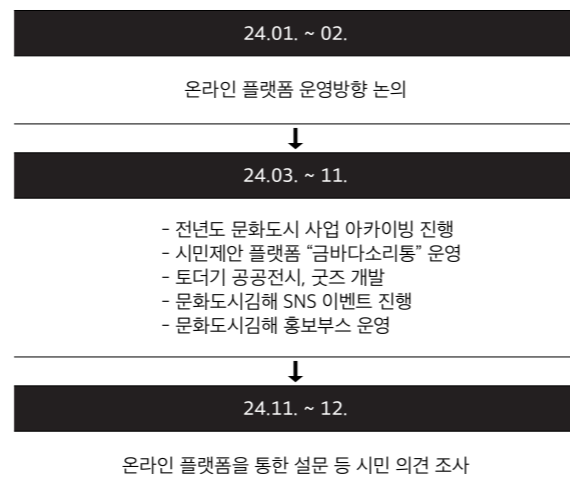 24.01. ~ 02.
온라인 플랫폼 운영방향 논의
24.03. ~ 11.
- 전년도 문화도시 사업 아카이빙 진행
- 시민제안 플랫폼 “금바다소리통” 운영
- 토더기 공공전시, 굿즈 개발
- 문화도시김해 SNS 이벤트 진행
- 문화도시김해 홍보부스 운영
24.11. ~ 12.
온라인 플랫폼을 통한 설문 등 시민 의견 조사